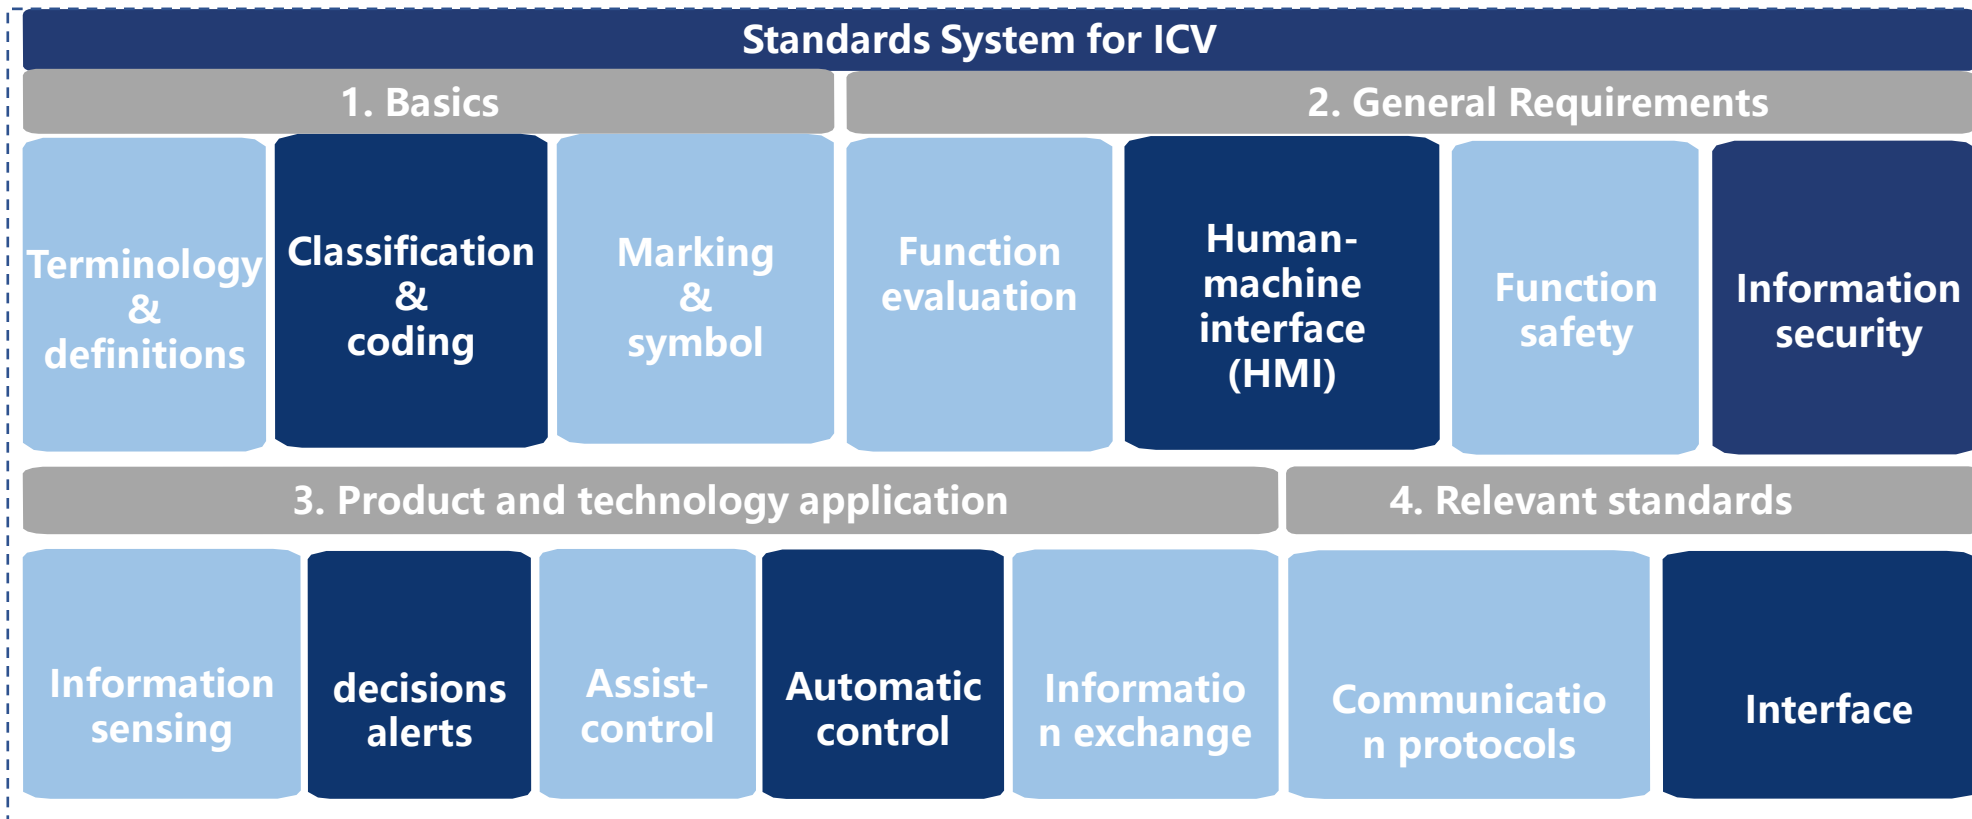 Standards System for ICV
1. Basics
2. General Requirements
Terminology
&
definitions
Classification
&
coding
Marking
&
symbol
Function
evaluation
Human-
machine
interface
(HMI)
Function
safety
Information
security
3. Product and technology application
4. Relevant standards
Information
sensing
decisions
alerts
Assist-
control
Automatic
control
Informatio
n exchange
Communicatio
n protocols
Interface